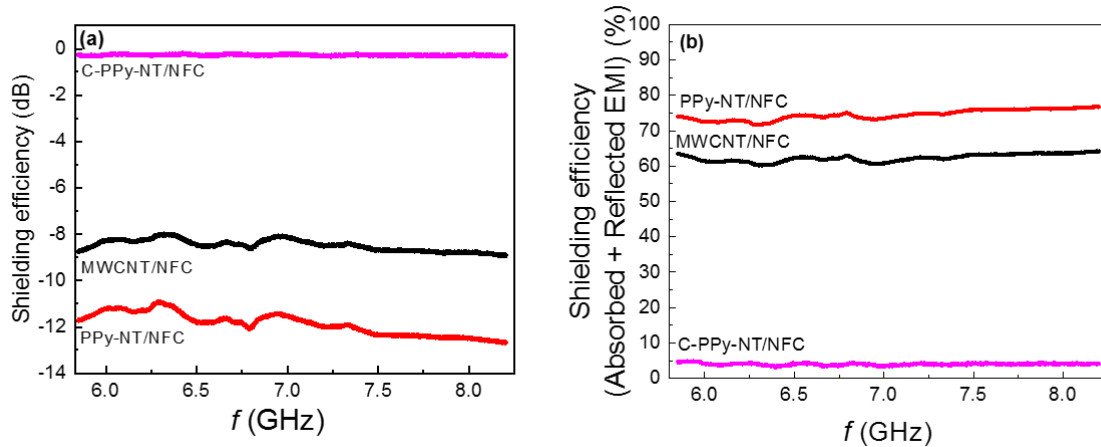 (a)
C-PPy-NT/NFC
MWCNT/NFC
PPy-NT/NFC
Shielding efficiency (dB)
0
-2
-4
-6
-8
-10
-12
-14
6.0 6.5 7.0 7.5 8.0
f (GHz)
(b)
PPy-NT/NFC
MWCNT/NFC
C-PPy-NT/NFC
Shielding efficiency
(Absorbed + Reflected EMI) (%)
100
90
80
70
60
50
40
30
20
10
0
6.0 6.5 7.0 7.5 8.0
f (GHz)